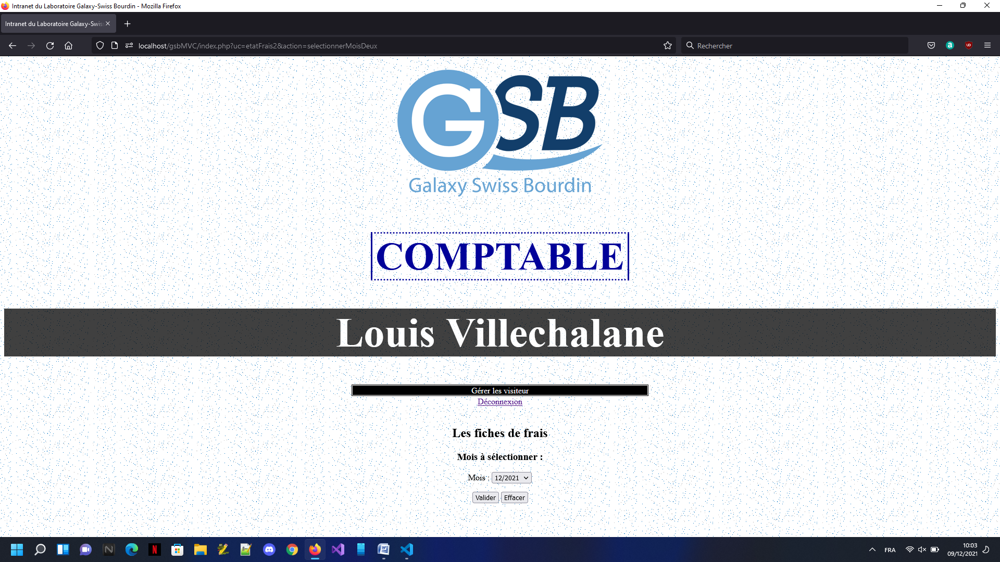 Intranet du Laboratoire Galaxy-Swiss Bourdin - Mozilla Firefox
Intranet du Laboratoire Galaxy-Swiss
localhost/gsbMVC/index.php?uc=etatFrais2&action=selectionnerMoisDeux
Rechercher
GSB
Galaxy Swiss Bourdin
COMPTABLE
Louis Villechalane
Gérer les visiteur
Déconnexion
Les fiches de frais
Mois à sélectionner :
Mois : 12/2021
Valider Effacer
FRA
10:03
09/12/2021